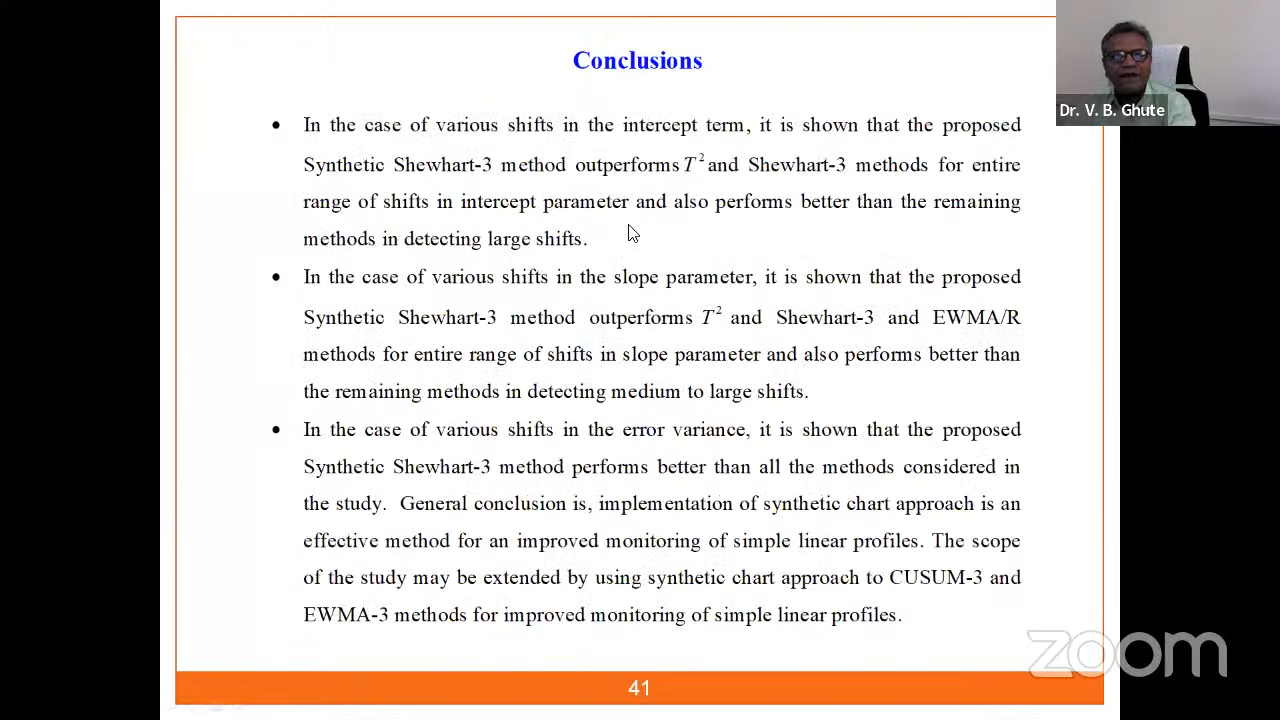 Conclusions
Dr. V. B. Ghute
• In the case of various shifts in the intercept term, it is shown that the proposed
Synthetic Shewhart-3 method outperforms T² and Shewhart-3 methods for entire
range of shifts in intercept parameter and also performs better than the remaining
methods in detecting large shifts.
• In the case of various shifts in the slope parameter, it is shown that the proposed
Synthetic Shewhart-3 method outperforms T² and Shewhart-3 and EWMA/R
methods for entire range of shifts in slope parameter and also performs better than
the remaining methods in detecting medium to large shifts.
• In the case of various shifts in the error variance, it is shown that the proposed
Synthetic Shewhart-3 method performs better than all the methods considered in
the study. General conclusion is, implementation of synthetic chart approach is an
effective method for an improved monitoring of simple linear profiles. The scope
of the study may be extended by using synthetic chart approach to CUSUM-3 and
EWMA-3 methods for improved monitoring of simple linear profiles.
zoom
41